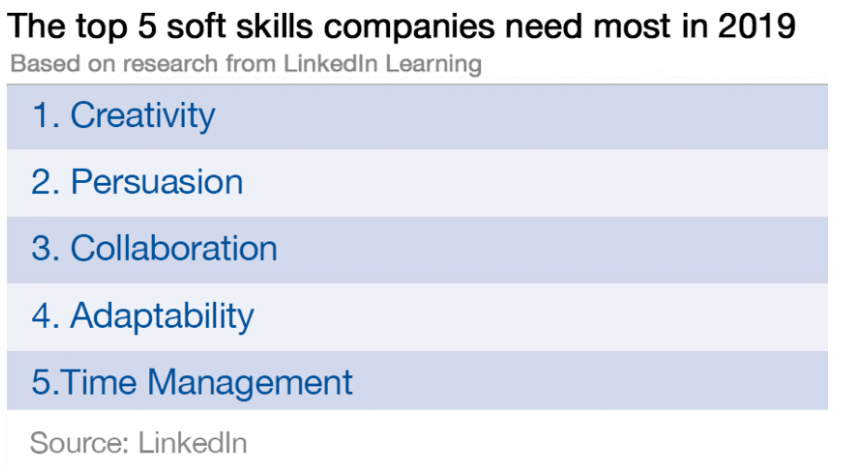 The top 5 soft skills companies need most in 2019
Based on research from LinkedIn Learning
1. Creativity
2. Persuasion
3. Collaboration
4. Adaptability
5.Time Management
Source: LinkedIn